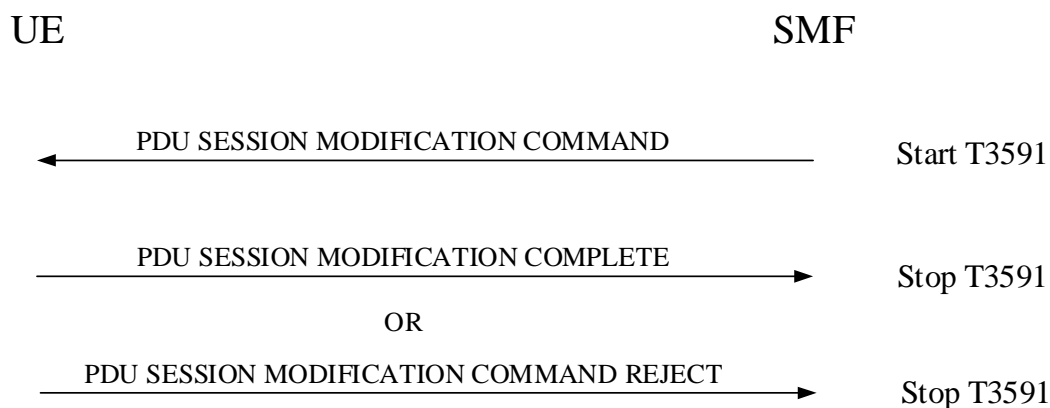 UE SMF
PDU SESSION MODIFICATION COMMAND Start T3591
PDU SESSION MODIFICATION COMPLETE Stop T3591
OR
PDU SESSION MODIFICATION COMMAND REJECT Stop T3591